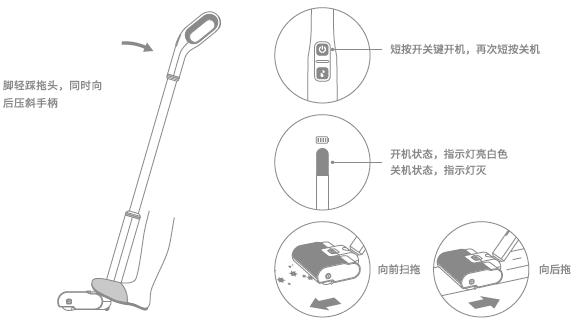 脚轻踩拖头，同时向
后压斜手柄
短按开关键开机，再次短按关机
开机状态，指示灯亮白色
关机状态，指示灯灭
向前扫拖
向后拖